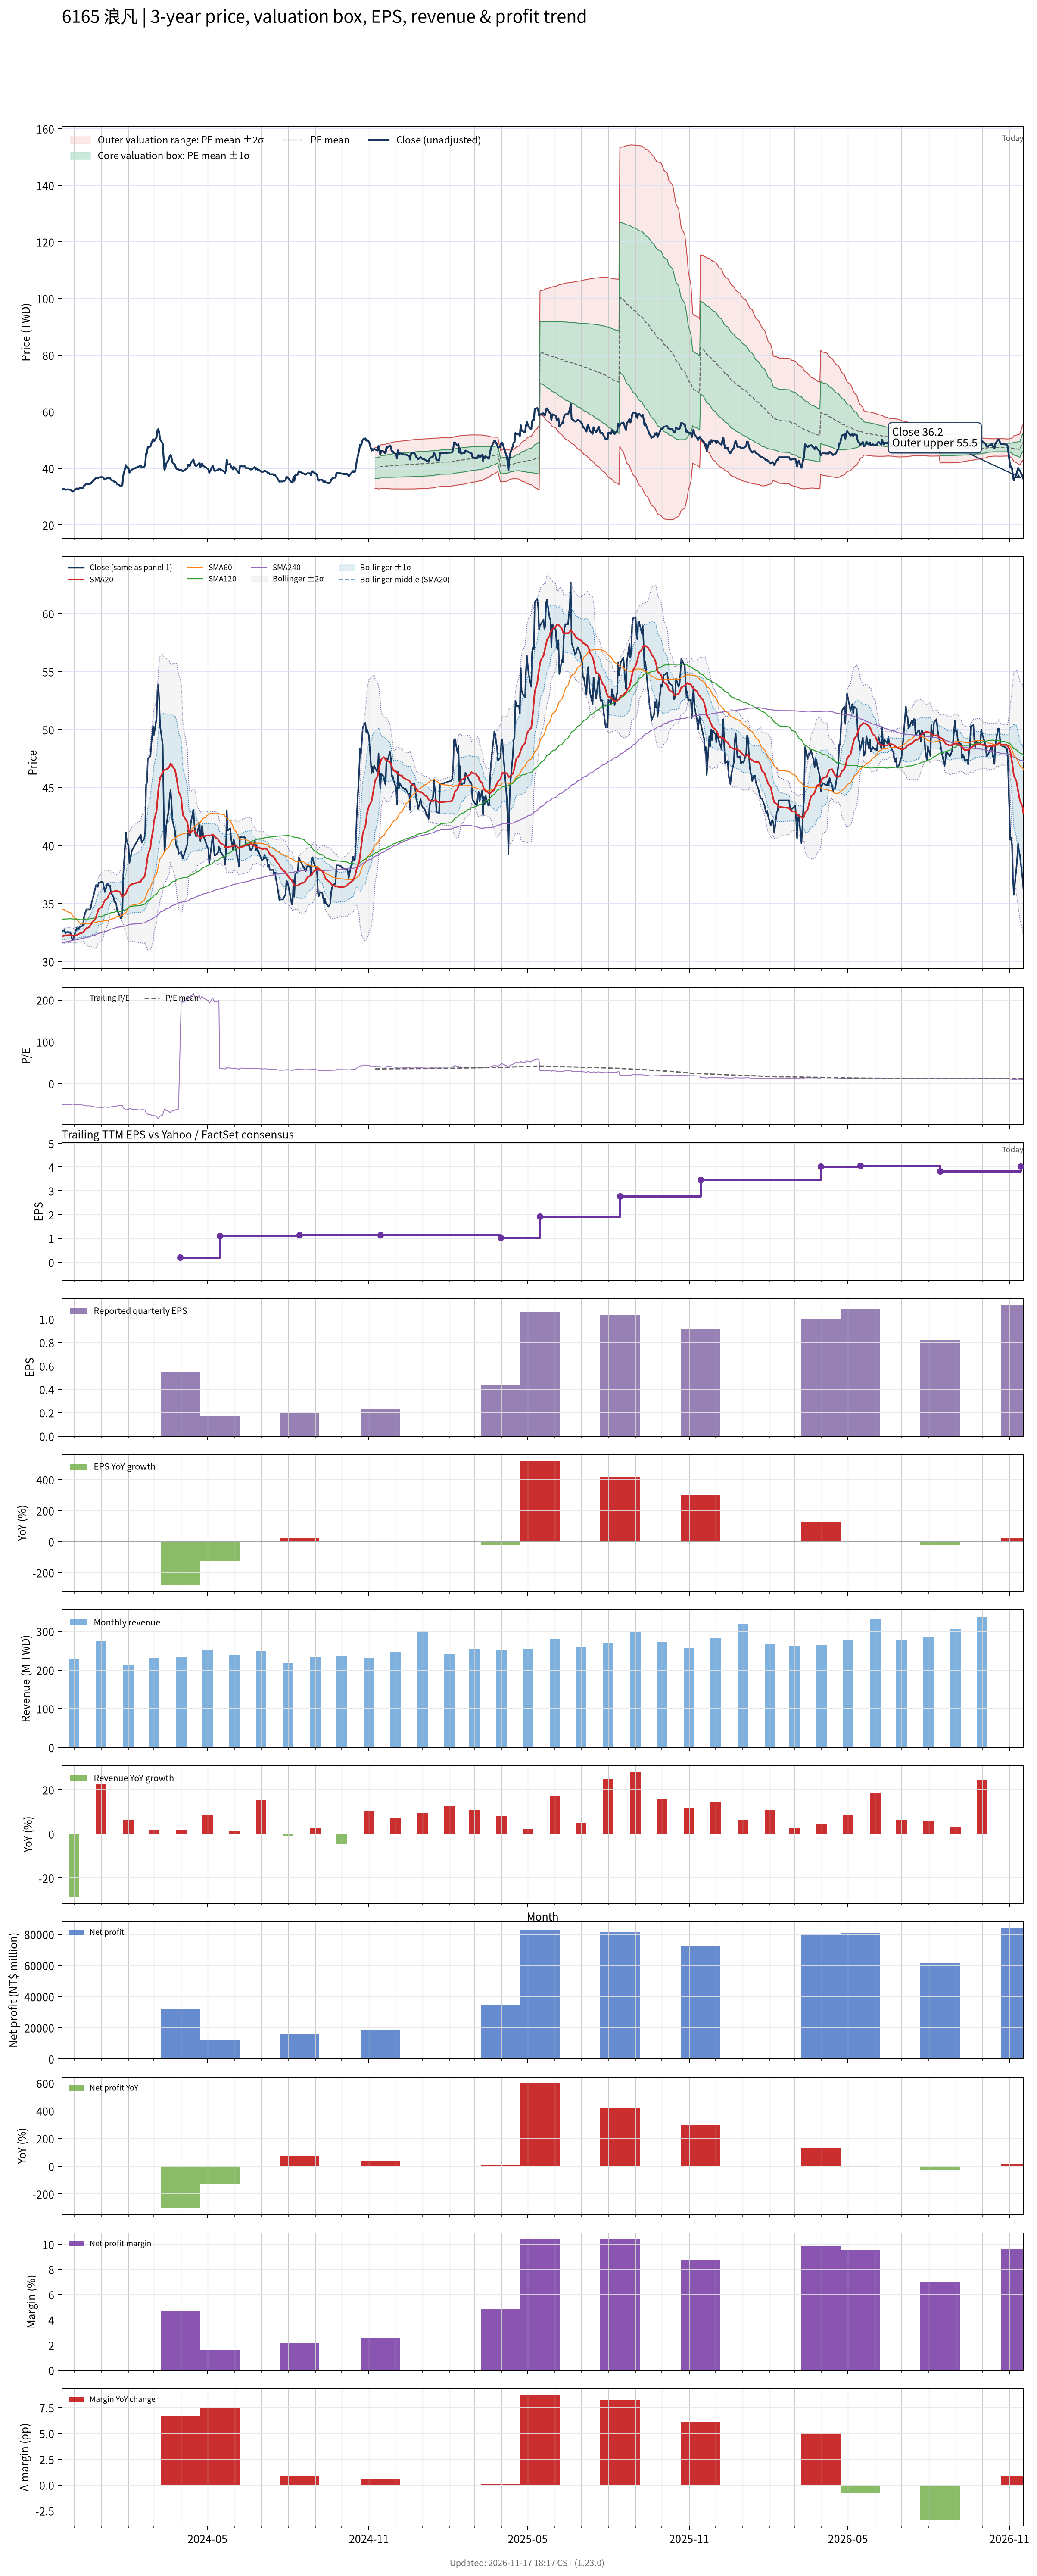 6165 浪凡 | 3-year price, valuation box, EPS, revenue & profit trend
Outer valuation range: PE mean ±2σ
Core valuation box: PE mean ±1σ
PE mean
Close (unadjusted)
Today
Price (TWD)
160
140
120
100
80
60
40
20
Close 36.2
Outer upper 55.5
Close (same as panel 1)
SMA20
SMA60
SMA120
SMA240
Bollinger ±2σ
Bollinger ±1σ
Bollinger middle (SMA20)
Price
60
55
50
45
40
35
30
Trailing P/E
P/E mean
P/E
200
100
0
Trailing TTM EPS vs Yahoo / FactSet consensus
Today
EPS
5
4
3
2
1
0
Reported quarterly EPS
EPS
1.0
0.8
0.6
0.4
0.2
0.0
EPS YoY growth
YoY (%)
400
200
0
-200
Monthly revenue
Revenue (M TWD)
300
200
100
0
Revenue YoY growth
YoY (%)
20
0
-20
Month
Net profit
Net profit (NT$ million)
80000
60000
40000
20000
0
Net profit YoY
YoY (%)
600
400
200
0
-200
Net profit margin
Margin (%)
10
8
6
4
2
0
Margin YoY change
Δ margin (pp)
7.5
5.0
2.5
0.0
-2.5
2024-05
2024-11
2025-05
2025-11
2026-05
2026-11
Updated: 2026-11-17 18:17 CST (1.23.0)